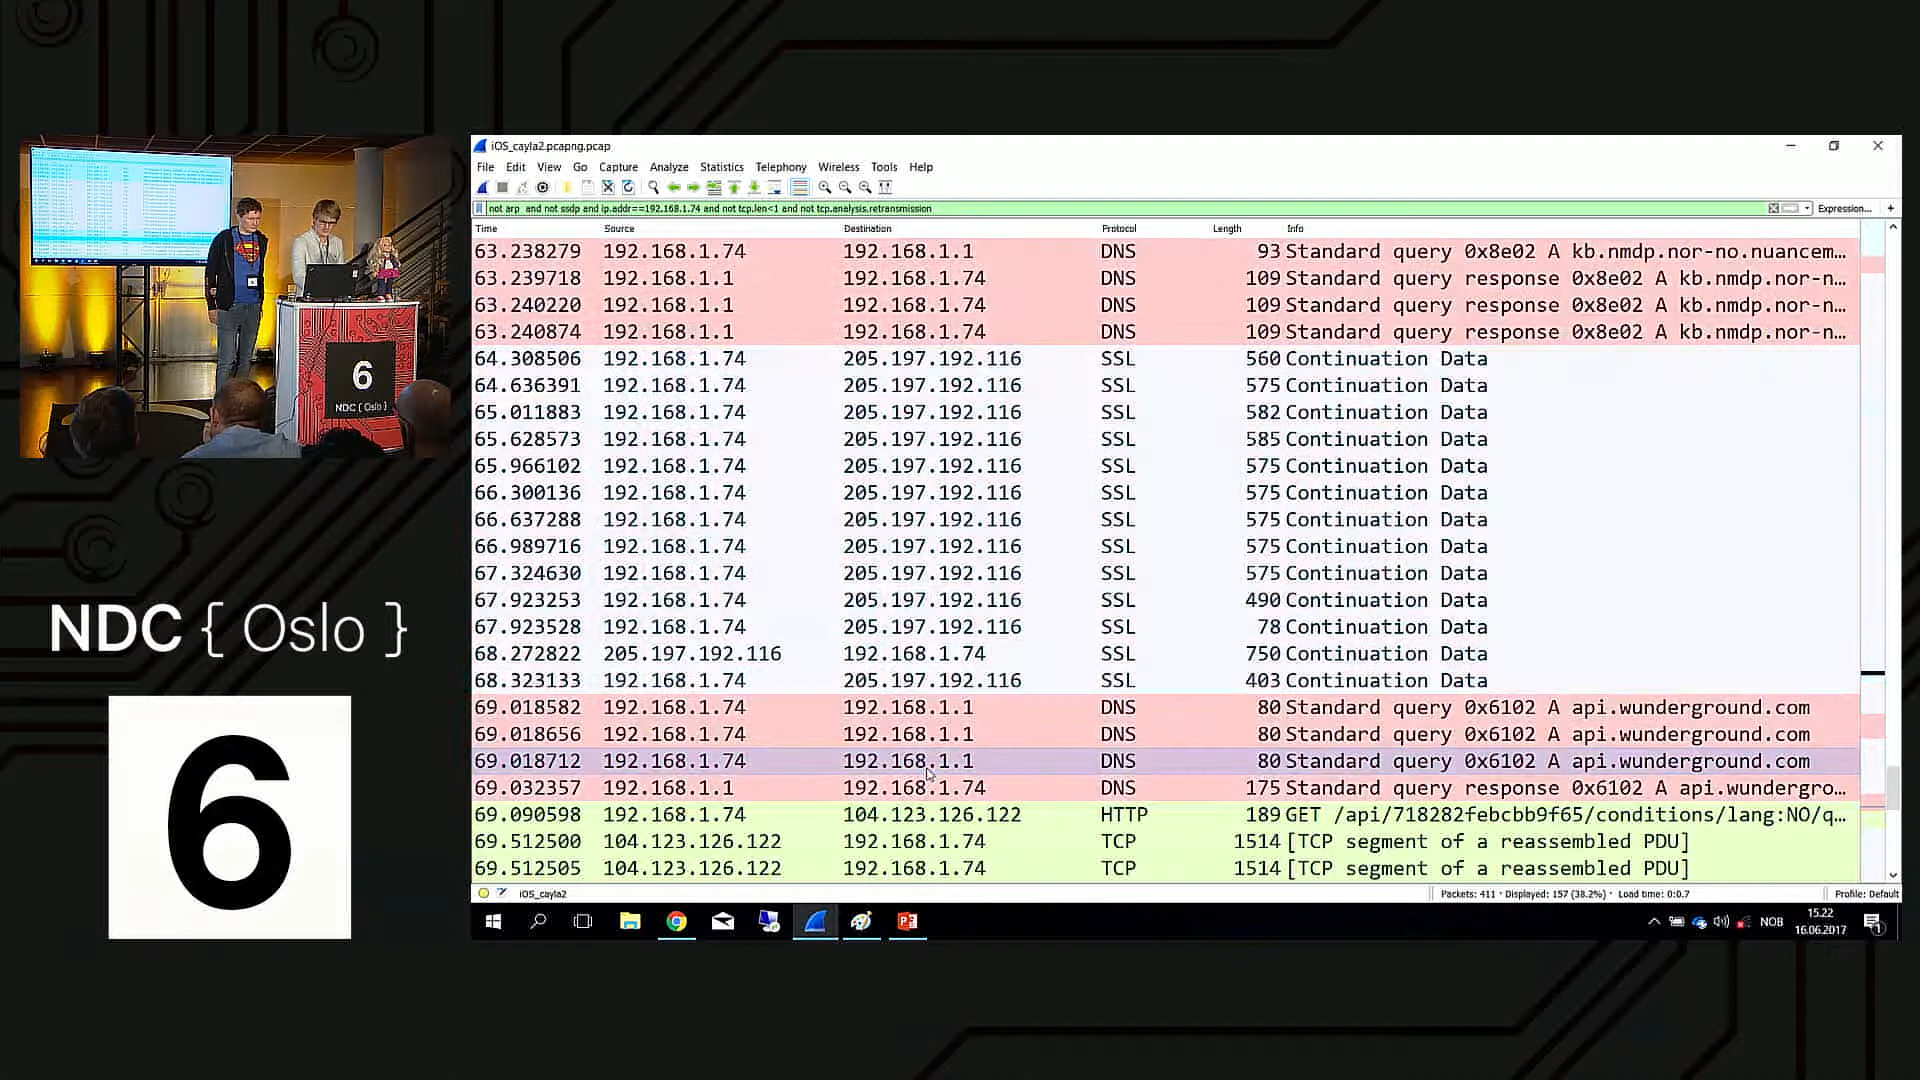 iOS_cayla2.pcapng.pcap
File Edit View Go Capture Analyze Statistics Telephony Wireless Tools Help
not arp and not ssdp and ip.addr==192.168.1.74 and not tcp.len<1 and not tcp.analysis.retransmission Expression... +
Time Source Destination Protocol Length Info
63.238279 192.168.1.74 192.168.1.1 DNS 93 Standard query 0x8e02 A kb.nmdp.nor-no.nuancem…
63.239718 192.168.1.1 192.168.1.74 DNS 109 Standard query response 0x8e02 A kb.nmdp.nor-n…
63.240220 192.168.1.1 192.168.1.74 DNS 109 Standard query response 0x8e02 A kb.nmdp.nor-n…
63.240874 192.168.1.1 192.168.1.74 DNS 109 Standard query response 0x8e02 A kb.nmdp.nor-n…
64.308506 192.168.1.74 205.197.192.116 SSL 560 Continuation Data
64.636391 192.168.1.74 205.197.192.116 SSL 575 Continuation Data
65.011883 192.168.1.74 205.197.192.116 SSL 582 Continuation Data
65.628573 192.168.1.74 205.197.192.116 SSL 585 Continuation Data
65.966102 192.168.1.74 205.197.192.116 SSL 575 Continuation Data
66.300136 192.168.1.74 205.197.192.116 SSL 575 Continuation Data
66.637288 192.168.1.74 205.197.192.116 SSL 575 Continuation Data
66.989716 192.168.1.74 205.197.192.116 SSL 575 Continuation Data
67.324630 192.168.1.74 205.197.192.116 SSL 575 Continuation Data
67.923253 192.168.1.74 205.197.192.116 SSL 490 Continuation Data
67.923528 192.168.1.74 205.197.192.116 SSL 78 Continuation Data
68.272822 205.197.192.116 192.168.1.74 SSL 750 Continuation Data
68.323133 192.168.1.74 205.197.192.116 SSL 403 Continuation Data
69.018582 192.168.1.74 192.168.1.1 DNS 80 Standard query 0x6102 A api.wunderground.com
69.018656 192.168.1.74 192.168.1.1 DNS 80 Standard query 0x6102 A api.wunderground.com
69.018712 192.168.1.74 192.168.1.1 DNS 80 Standard query 0x6102 A api.wunderground.com
69.032357 192.168.1.1 192.168.1.74 DNS 175 Standard query response 0x6102 A api.wundergro…
69.090598 192.168.1.74 104.123.126.122 HTTP 189 GET /api/718282febcbb9f65/conditions/lang:NO/q…
69.512500 104.123.126.122 192.168.1.74 TCP 1514 [TCP segment of a reassembled PDU]
69.512505 104.123.126.122 192.168.1.74 TCP 1514 [TCP segment of a reassembled PDU]
iOS_cayla2 Packets: 411 · Displayed: 157 (38.2%) · Load time: 0:0.7 Profile: Default
NOB 15.22
16.06.2017
6
NDC { Oslo }
NDC { Oslo }
6